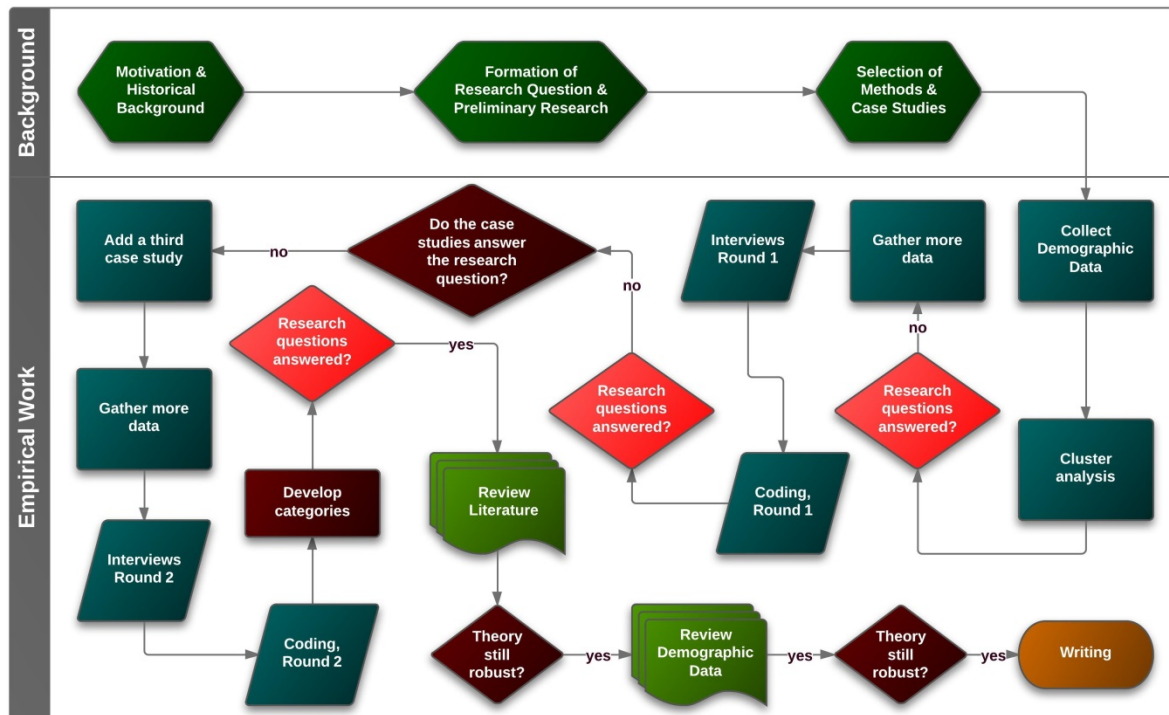 Background
Motivation &
Historical
Background
Formation of
Research Question &
Preliminary Research
Selection of
Methods &
Case Studies
Empirical Work
Add a third
case study
no
Do the case
studies answer
the research
question?
Interviews
Round 1
Gather more
data
Collect
Demographic
Data
no
no
Research
questions
answered?
yes
Gather more
data
Research
questions
answered?
Research
questions
answered?
Develop
categories
Review
Literature
Coding,
Round 1
Cluster
analysis
Interviews
Round 2
Coding,
Round 2
Theory
still
robust?
yes
Review
Demographic
Data
yes
Theory
still
robust?
yes
Writing